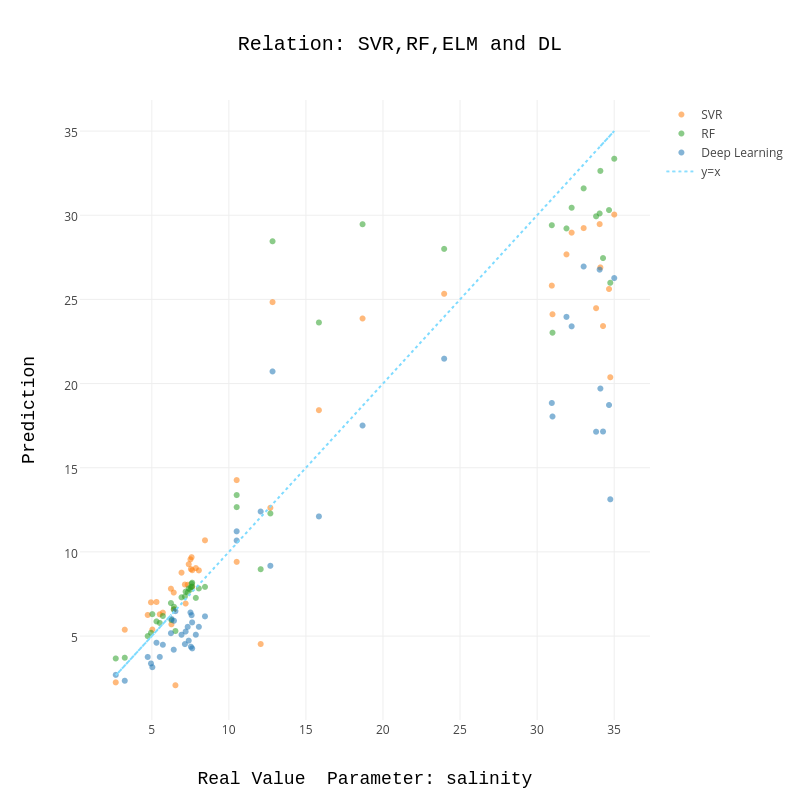 Relation: SVR,RF,ELM and DL
SVR
RF
Deep Learning
y=x
35
30
25
20
15
10
5
Prediction
5 10 15 20 25 30 35
Real Value  Parameter: salinity